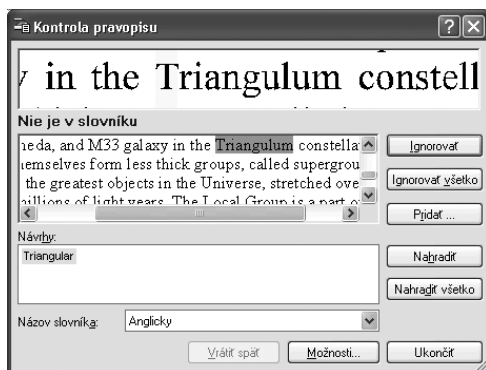 Kontrola pravopisu
in the Triangulum constell
Nie je v slovníku
neda, and M33 galaxy in the Triangulum constella
emselves form less thick groups, called supergrou
the greatest objects in the Universe, stretched ove
illions of light years. The Local Group is a part o
Ignorovať
Ignorovať všetko
Pridať ...
Návrhy:
Triangular
Nahradiť
Nahradiť všetko
Názov slovníka:
Anglicky
Vrátiť späť
Možnosti...
Ukončiť